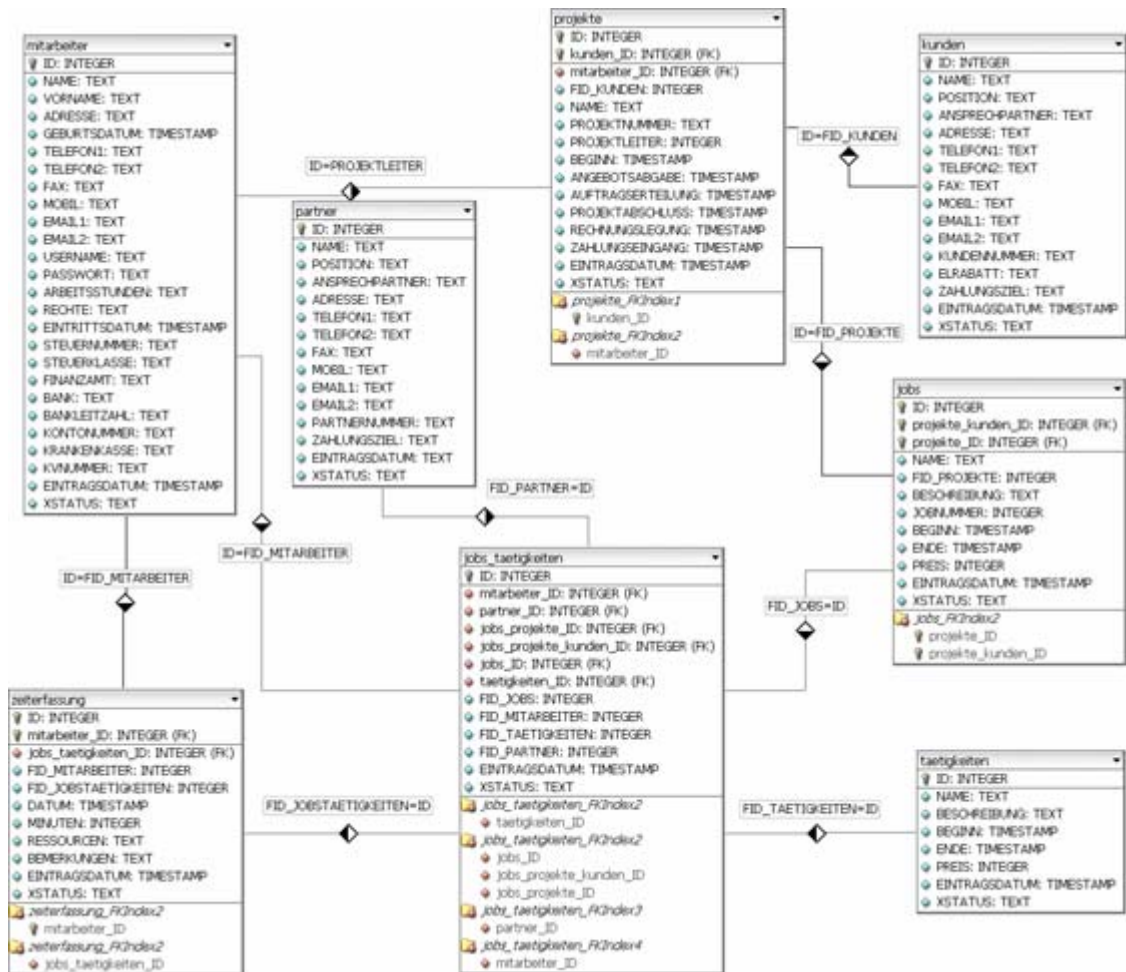 mitarbeiter
ID: INTEGER
NAME: TEXT
VORNAME: TEXT
ADRESSE: TEXT
GEBURTSDATUM: TIMESTAMP
TELEFON1: TEXT
TELEFON2: TEXT
FAX: TEXT
MOBIL: TEXT
EMAIL1: TEXT
EMAIL2: TEXT
USERNAME: TEXT
PASSWORT: TEXT
ARBEITSSTUNDEN: TEXT
RECHTE: TEXT
EINTRITTSDATUM: TIMESTAMP
STEUERNUMMER: TEXT
STEUERKLASSE: TEXT
FINANZAMT: TEXT
BANK: TEXT
BANKLEITZAHL: TEXT
KONTONUMMER: TEXT
KRANKENKASSE: TEXT
KVNUMMER: TEXT
EINTRAGSDATUM: TIMESTAMP
XSTATUS: TEXT
ID=PROJEKTLEITER
partner
ID: INTEGER
NAME: TEXT
POSITION: TEXT
ANSPRECHPARTNER: TEXT
ADRESSE: TEXT
TELEFON1: TEXT
TELEFON2: TEXT
FAX: TEXT
MOBIL: TEXT
EMAIL1: TEXT
EMAIL2: TEXT
PARTNERNUMMER: TEXT
ZAHLUNGSZIEL: TEXT
EINTRAGSDATUM: TEXT
XSTATUS: TEXT
projekte
ID: INTEGER
kunden_ID: INTEGER (FK)
mitarbeiter_ID: INTEGER (FK)
FID_KUNDEN: INTEGER
NAME: TEXT
PROJEKTNUMMER: TEXT
PROJEKTLEITER: INTEGER
BEGINN: TIMESTAMP
ANGEBOTSABGABE: TIMESTAMP
AUFTRAGSERTEILUNG: TIMESTAMP
PROJEKTABSCHLUSS: TIMESTAMP
RECHNUNGSLEGUNG: TIMESTAMP
ZAHLUNGSEINGANG: TIMESTAMP
EINTRAGSDATUM: TIMESTAMP
XSTATUS: TEXT
projekte_FKIndex1
kunden_ID
projekte_FKIndex2
mitarbeiter_ID
ID=FID_KUNDEN
kunden
ID: INTEGER
NAME: TEXT
POSITION: TEXT
ANSPRECHPARTNER: TEXT
ADRESSE: TEXT
TELEFON1: TEXT
TELEFON2: TEXT
FAX: TEXT
MOBIL: TEXT
EMAIL1: TEXT
EMAIL2: TEXT
KUNDENNUMMER: TEXT
ELRABATT: TEXT
ZAHLUNGSZIEL: TEXT
EINTRAGSDATUM: TIMESTAMP
XSTATUS: TEXT
ID=FID_PROJEKTE
jobs
ID: INTEGER
projekte_kunden_ID: INTEGER (FK)
projekte_ID: INTEGER (FK)
NAME: TEXT
FID_PROJEKTE: INTEGER
BESCHREIBUNG: TEXT
JOBNUMMER: INTEGER
BEGINN: TIMESTAMP
ENDE: TIMESTAMP
PREIS: INTEGER
EINTRAGSDATUM: TIMESTAMP
XSTATUS: TEXT
jobs_FKIndex2
projekte_ID
projekte_kunden_ID
FID_PARTNER=ID
ID=FID_MITARBEITER
ID=FID_MITARBEITER
FID_JOBS=ID
jobs_taetigkeiten
ID: INTEGER
mitarbeiter_ID: INTEGER (FK)
partner_ID: INTEGER (FK)
jobs_projekte_ID: INTEGER (FK)
jobs_projekte_kunden_ID: INTEGER (FK)
jobs_ID: INTEGER (FK)
taetigkeiten_ID: INTEGER (FK)
FID_JOBS: INTEGER
FID_MITARBEITER: INTEGER
FID_TAETIGKEITEN: INTEGER
FID_PARTNER: INTEGER
EINTRAGSDATUM: TIMESTAMP
XSTATUS: TEXT
jobs_taetigkeiten_FKIndex2
taetigkeiten_ID
jobs_taetigkeiten_FKIndex2
jobs_ID
jobs_projekte_kunden_ID
jobs_projekte_ID
jobs_taetigkeiten_FKIndex3
partner_ID
jobs_taetigkeiten_FKIndex4
mitarbeiter_ID
zeiterfassung
ID: INTEGER
mitarbeiter_ID: INTEGER (FK)
jobs_taetigkeiten_ID: INTEGER (FK)
FID_MITARBEITER: INTEGER
FID_JOBSTAETIGKEITEN: INTEGER
DATUM: TIMESTAMP
MINUTEN: INTEGER
RESSOURCEN: TEXT
BEMERKUNGEN: TEXT
EINTRAGSDATUM: TIMESTAMP
XSTATUS: TEXT
zeiterfassung_FKIndex2
mitarbeiter_ID
zeiterfassung_FKIndex2
jobs_taetigkeiten_ID
FID_JOBSTAETIGKEITEN=ID
FID_TAETIGKEITEN=ID
taetigkeiten
ID: INTEGER
NAME: TEXT
BESCHREIBUNG: TEXT
BEGINN: TIMESTAMP
ENDE: TIMESTAMP
PREIS: INTEGER
EINTRAGSDATUM: TIMESTAMP
XSTATUS: TEXT